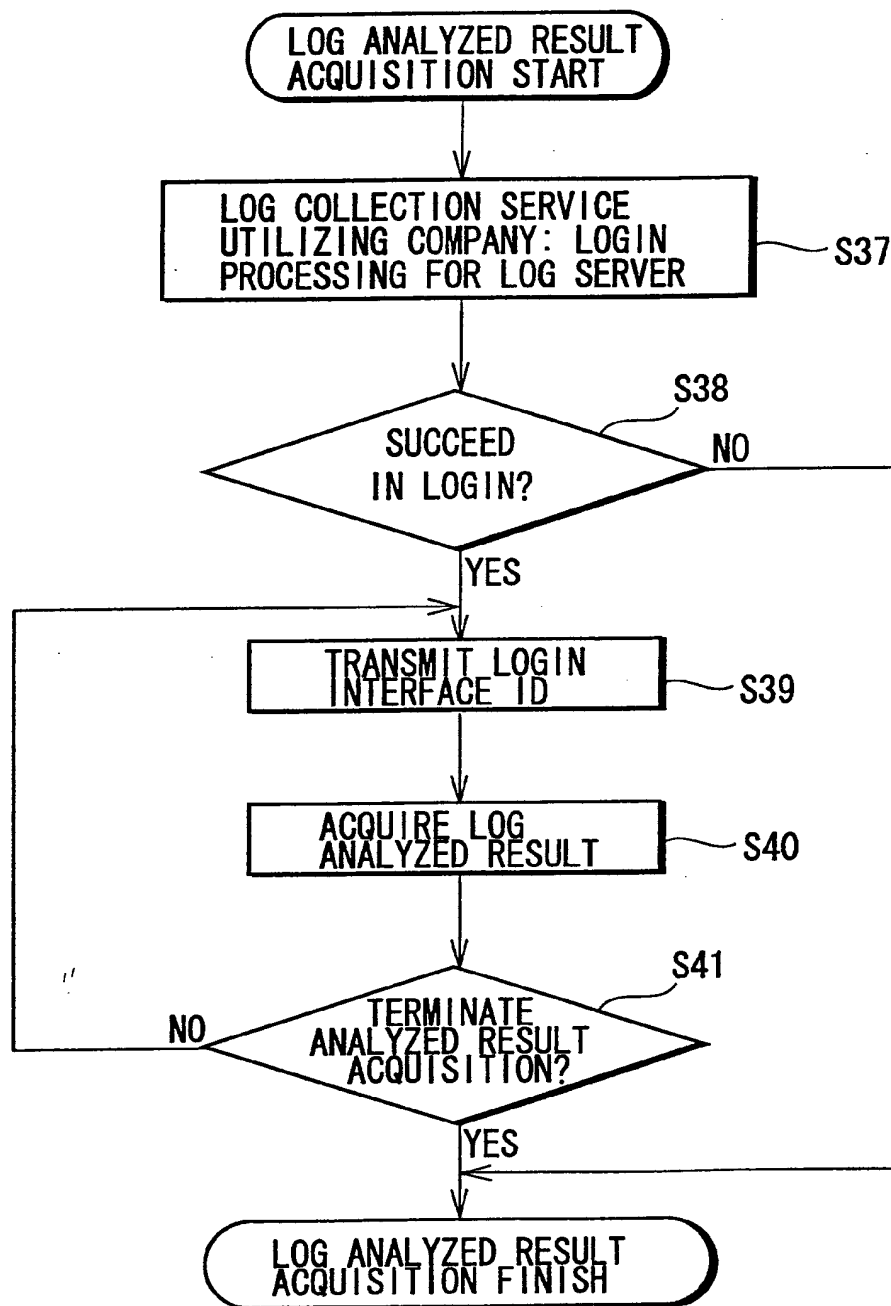 LOG ANALYZED RESULT
ACQUISITION START
LOG COLLECTION SERVICE
UTILIZING COMPANY: LOGIN
PROCESSING FOR LOG SERVER
S37
S38
SUCCEED
IN LOGIN?
NO
YES
TRANSMIT LOGIN
INTERFACE ID
S39
ACQUIRE LOG
ANALYZED RESULT
S40
S41
TERMINATE
ANALYZED RESULT
ACQUISITION?
NO
YES
LOG ANALYZED RESULT
ACQUISITION FINISH